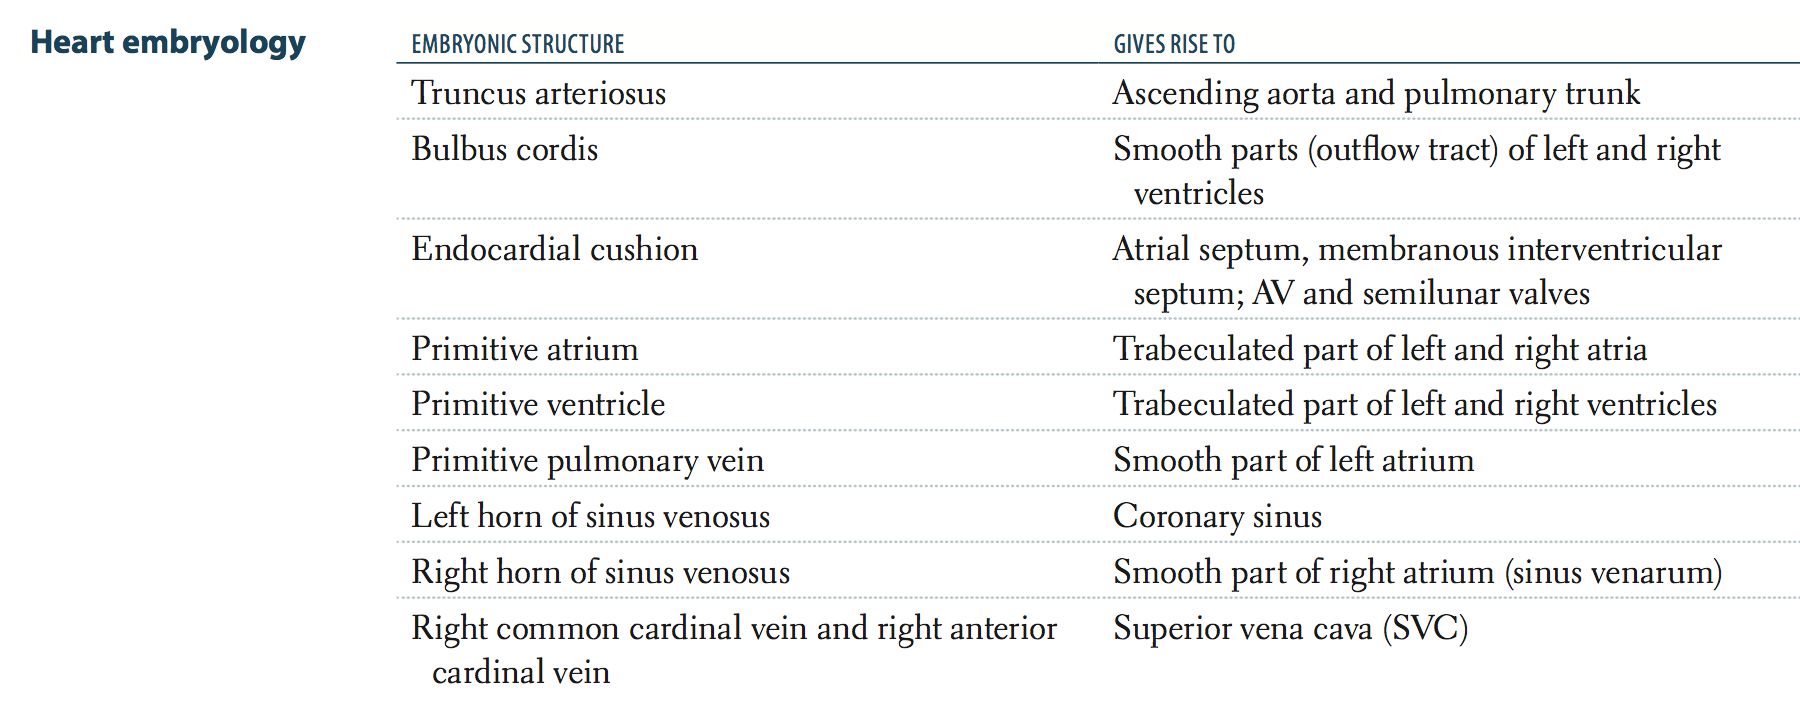 Heart embryology
EMBRYONIC STRUCTURE GIVES RISE TO
Truncus arteriosus Ascending aorta and pulmonary trunk
Bulbus cordis Smooth parts (outflow tract) of left and right
ventricles
Endocardial cushion Atrial septum, membranous interventricular
septum; AV and semilunar valves
Primitive atrium Trabeculated part of left and right atria
Primitive ventricle Trabeculated part of left and right ventricles
Primitive pulmonary vein Smooth part of left atrium
Left horn of sinus venosus Coronary sinus
Right horn of sinus venosus Smooth part of right atrium (sinus venarum)
Right common cardinal vein and right anterior Superior vena cava (SVC)
cardinal vein